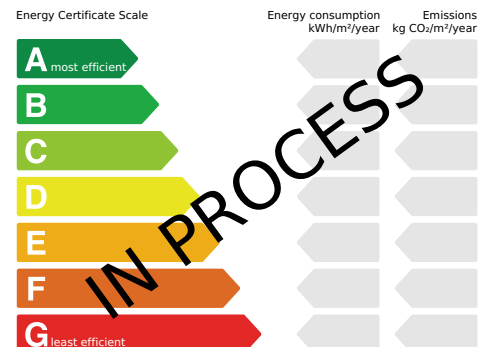 Energy Certificate Scale
Energy consumption
kWh/m²/year
Emissions
kg CO₂/m²/year
A most efficient
B
C
D
E
F
G least efficient
IN PROCESS